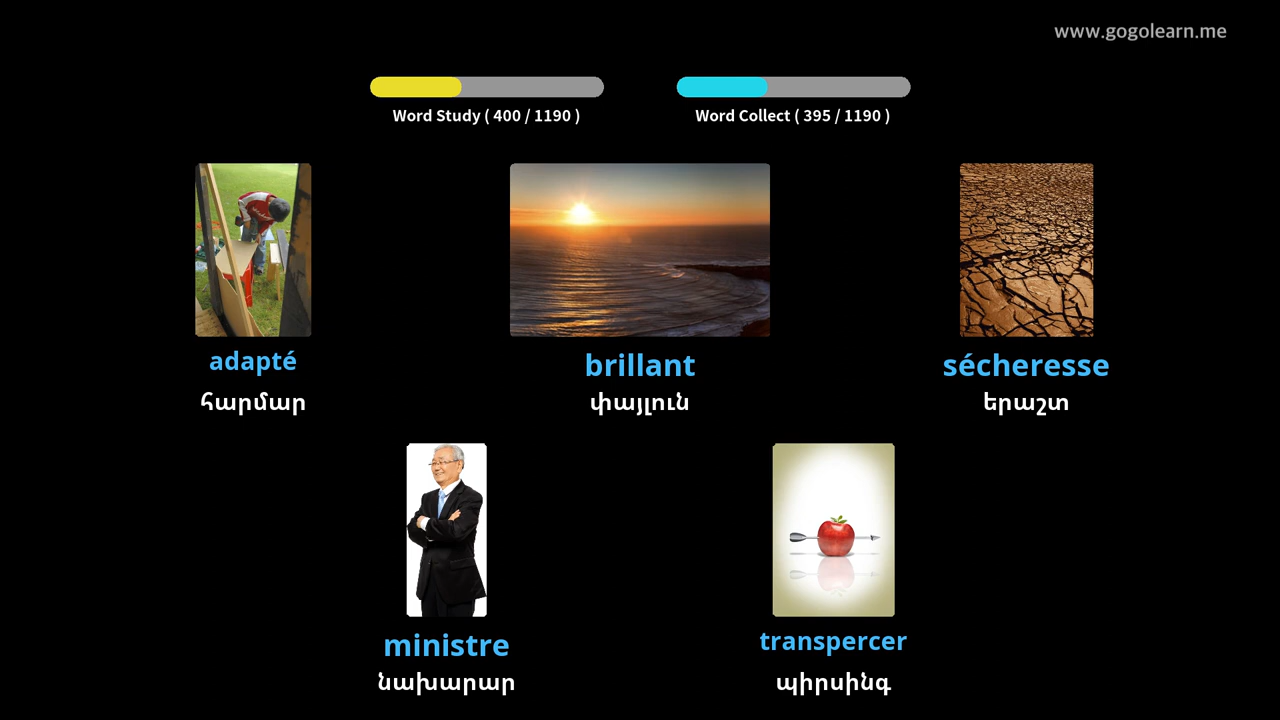 www.gogolearn.me
Word Study ( 400 / 1190 )
Word Collect ( 395 / 1190 )
adapté
հարմար
brillant
փայլուն
sécheresse
երաշտ
ministre
նախարար
transpercer
պիրսինգ